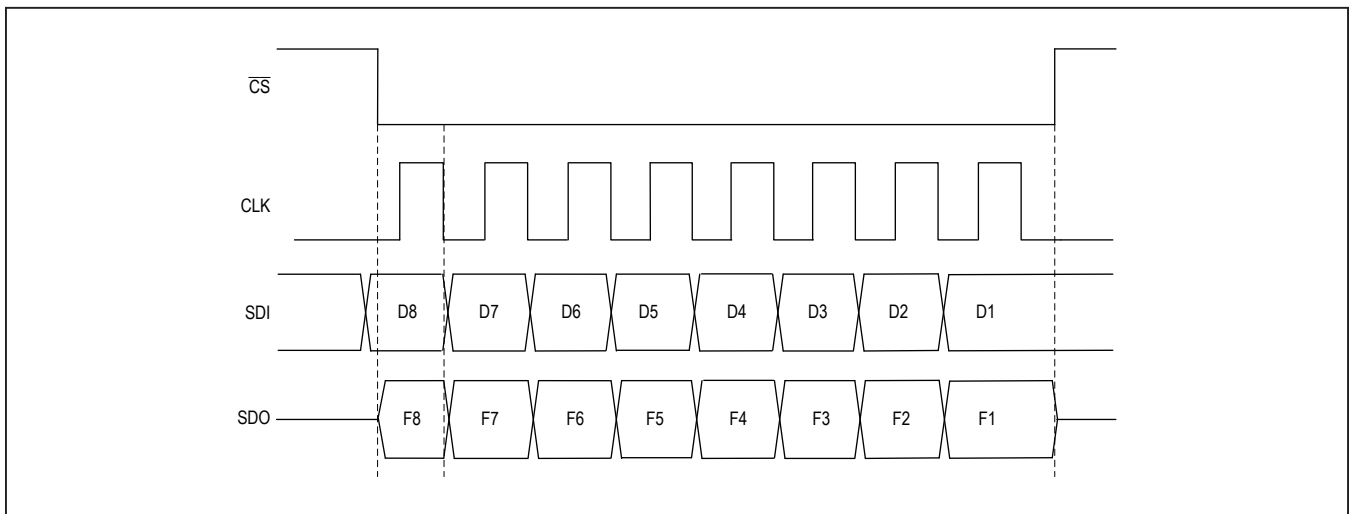 C̅S̅
CLK
SDI D8 D7 D6 D5 D4 D3 D2 D1
SDO F8 F7 F6 F5 F4 F3 F2 F1